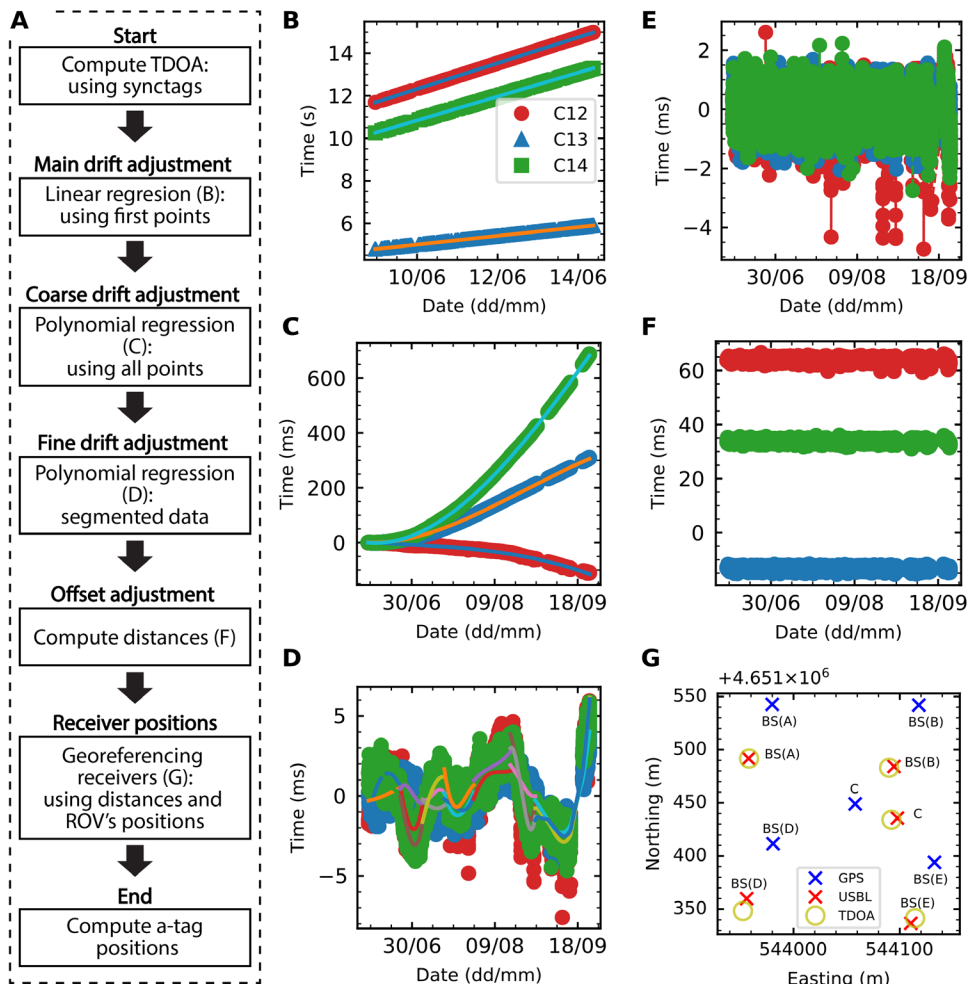 A
Start
Compute TDOA:
using synctags
Main drift adjustment
Linear regresion (B):
using first points
Coarse drift adjustment
Polynomial regression
(C):
using all points
Fine drift adjustment
Polynomial regression
(D):
segmented data
Offset adjustment
Compute distances (F)
Receiver positions
Georeferencing
receivers (G):
using distances and
ROV's positions
End
Compute a-tag
positions
B
Time (s)
14
12
10
8
6
C12
C13
C14
10/06
12/06
14/06
Date (dd/mm)
C
Time (ms)
600
400
200
0
30/06
09/08
18/09
Date (dd/mm)
D
Time (ms)
5
0
−5
30/06
09/08
18/09
Date (dd/mm)
E
Time (ms)
2
0
−2
−4
30/06
09/08
18/09
Date (dd/mm)
F
Time (ms)
60
40
20
0
30/06
09/08
18/09
Date (dd/mm)
G
+4.651×10⁶
Northing (m)
550
500
450
400
350
BS(A)
BS(B)
BS(A)
BS(B)
C
C
BS(D)
BS(E)
BS(D)
BS(E)
GPS
USBL
TDOA
544000
544100
Easting (m)